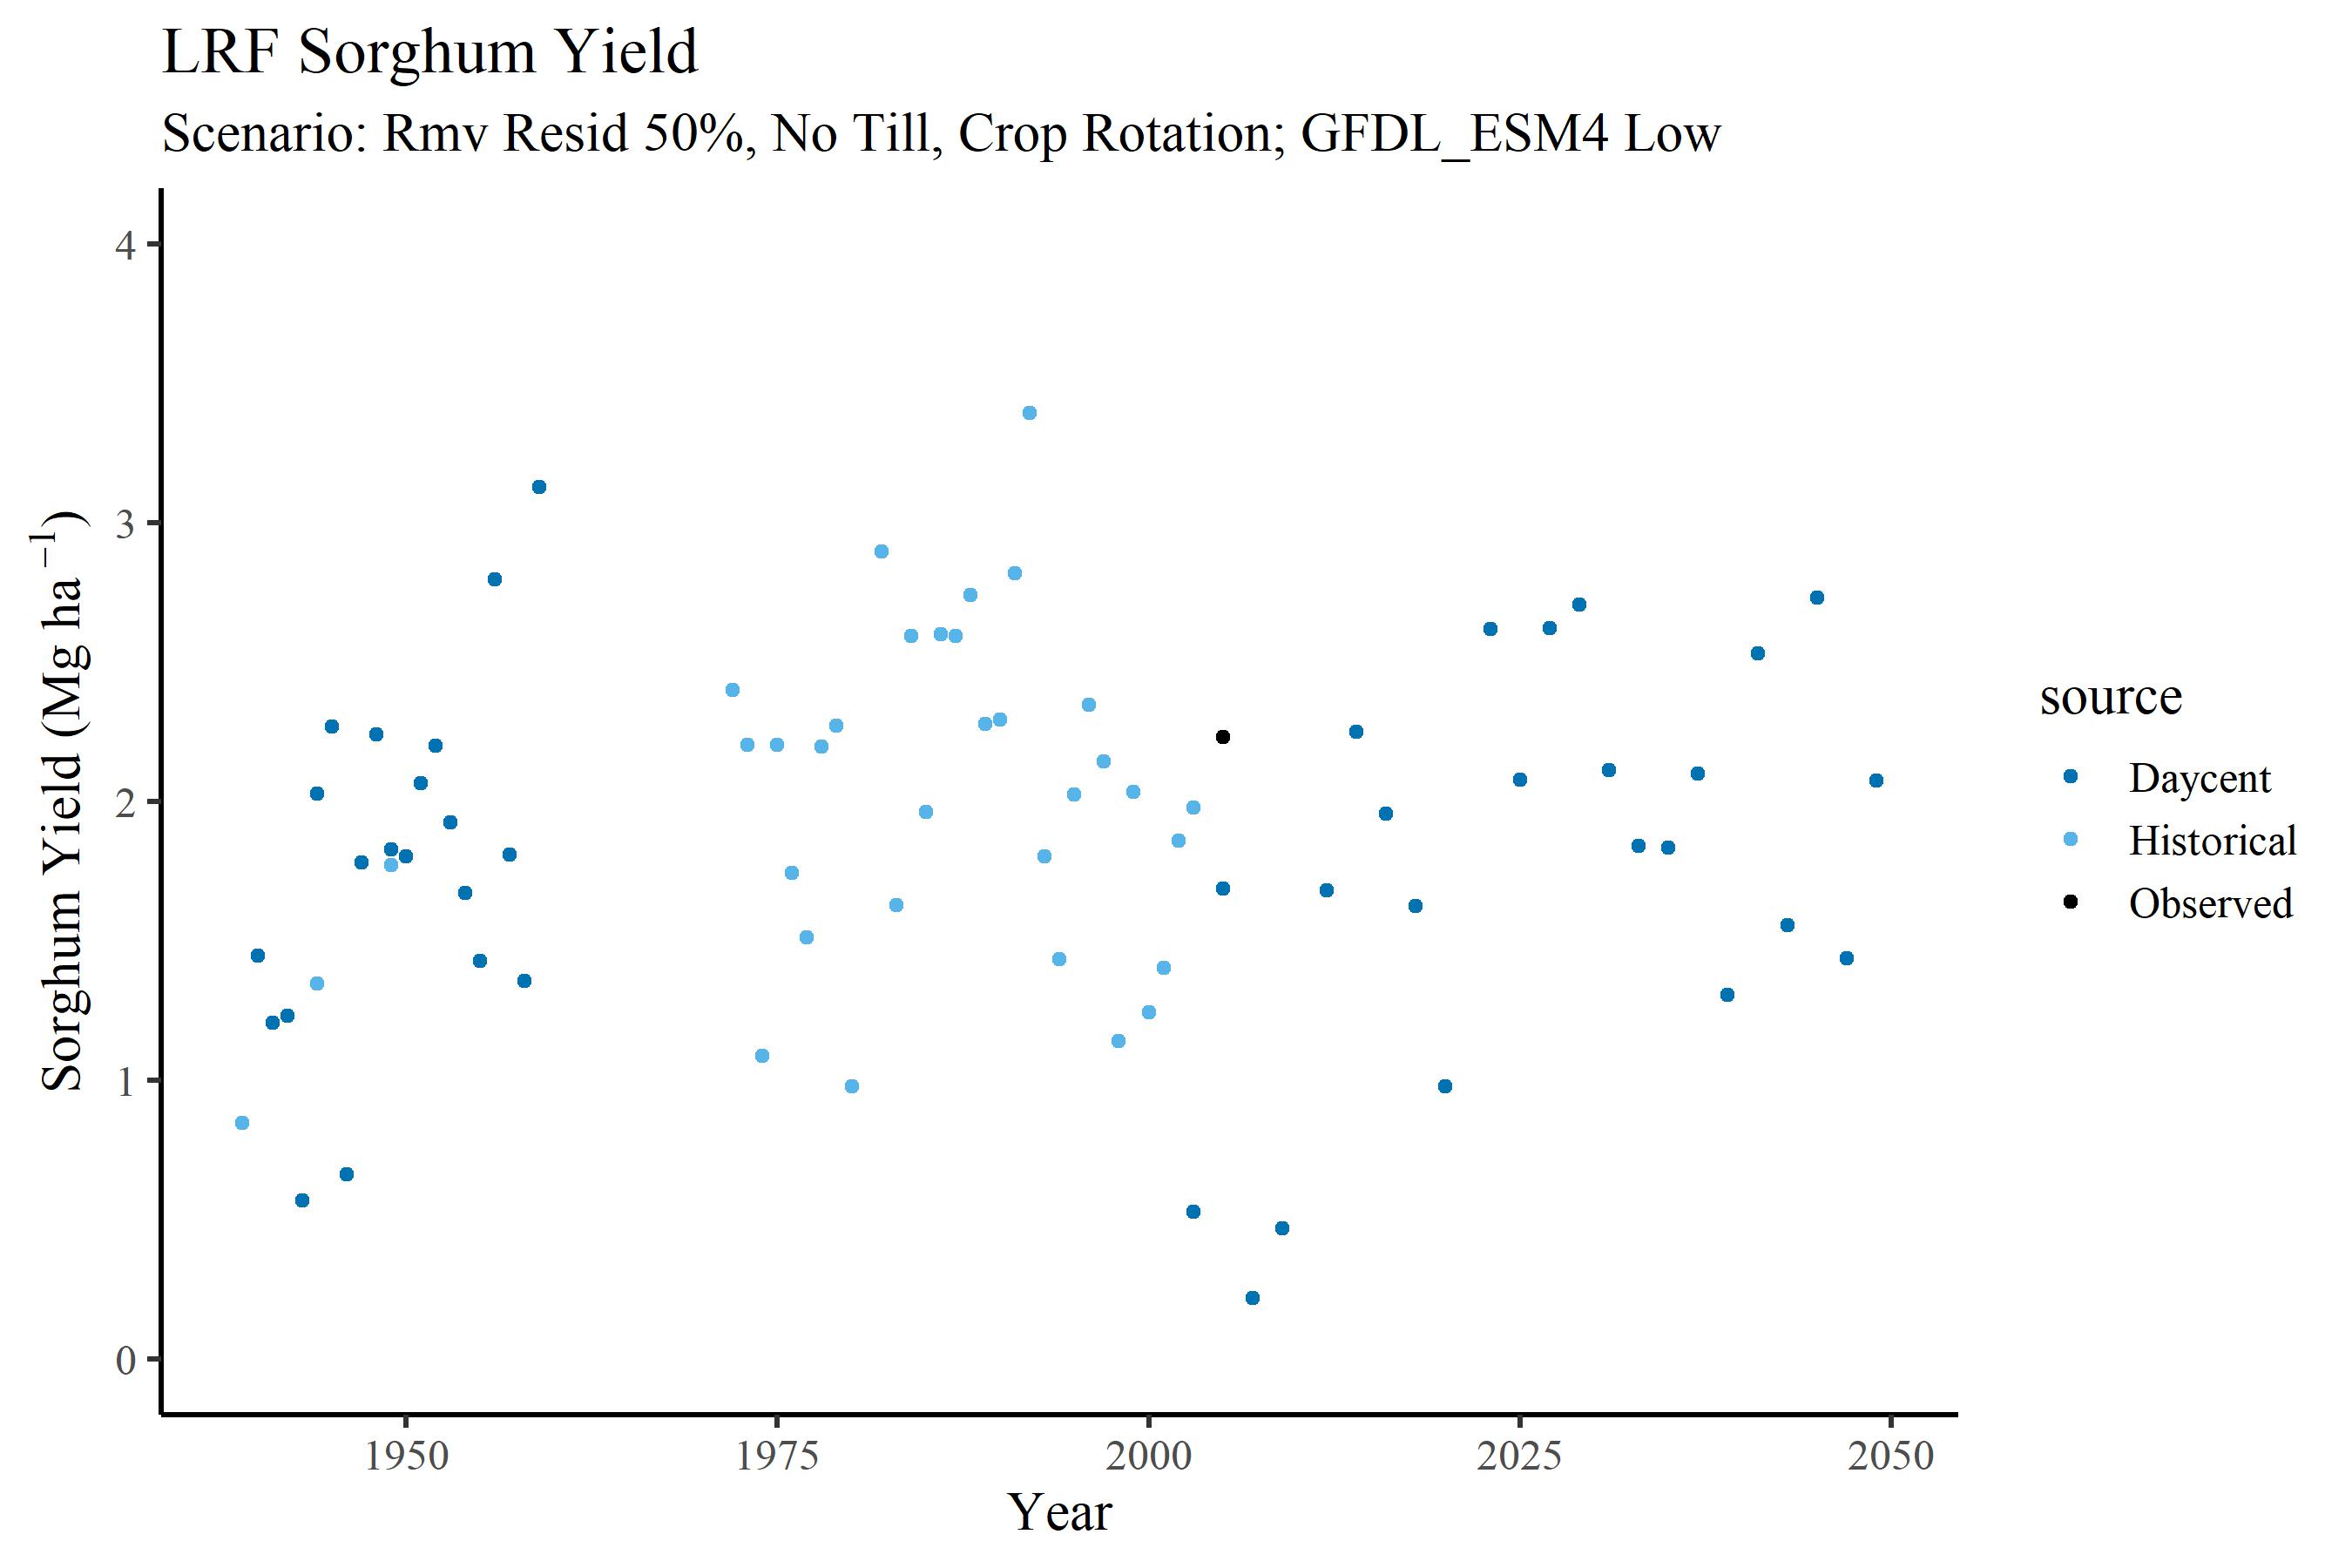 LRF Sorghum Yield
Scenario: Rmv Resid 50%, No Till, Crop Rotation; GFDL_ESM4 Low
Sorghum Yield (Mg ha⁻¹)
4
3
2
1
0
1950 1975 2000 2025 2050
Year
source
Daycent
Historical
Observed